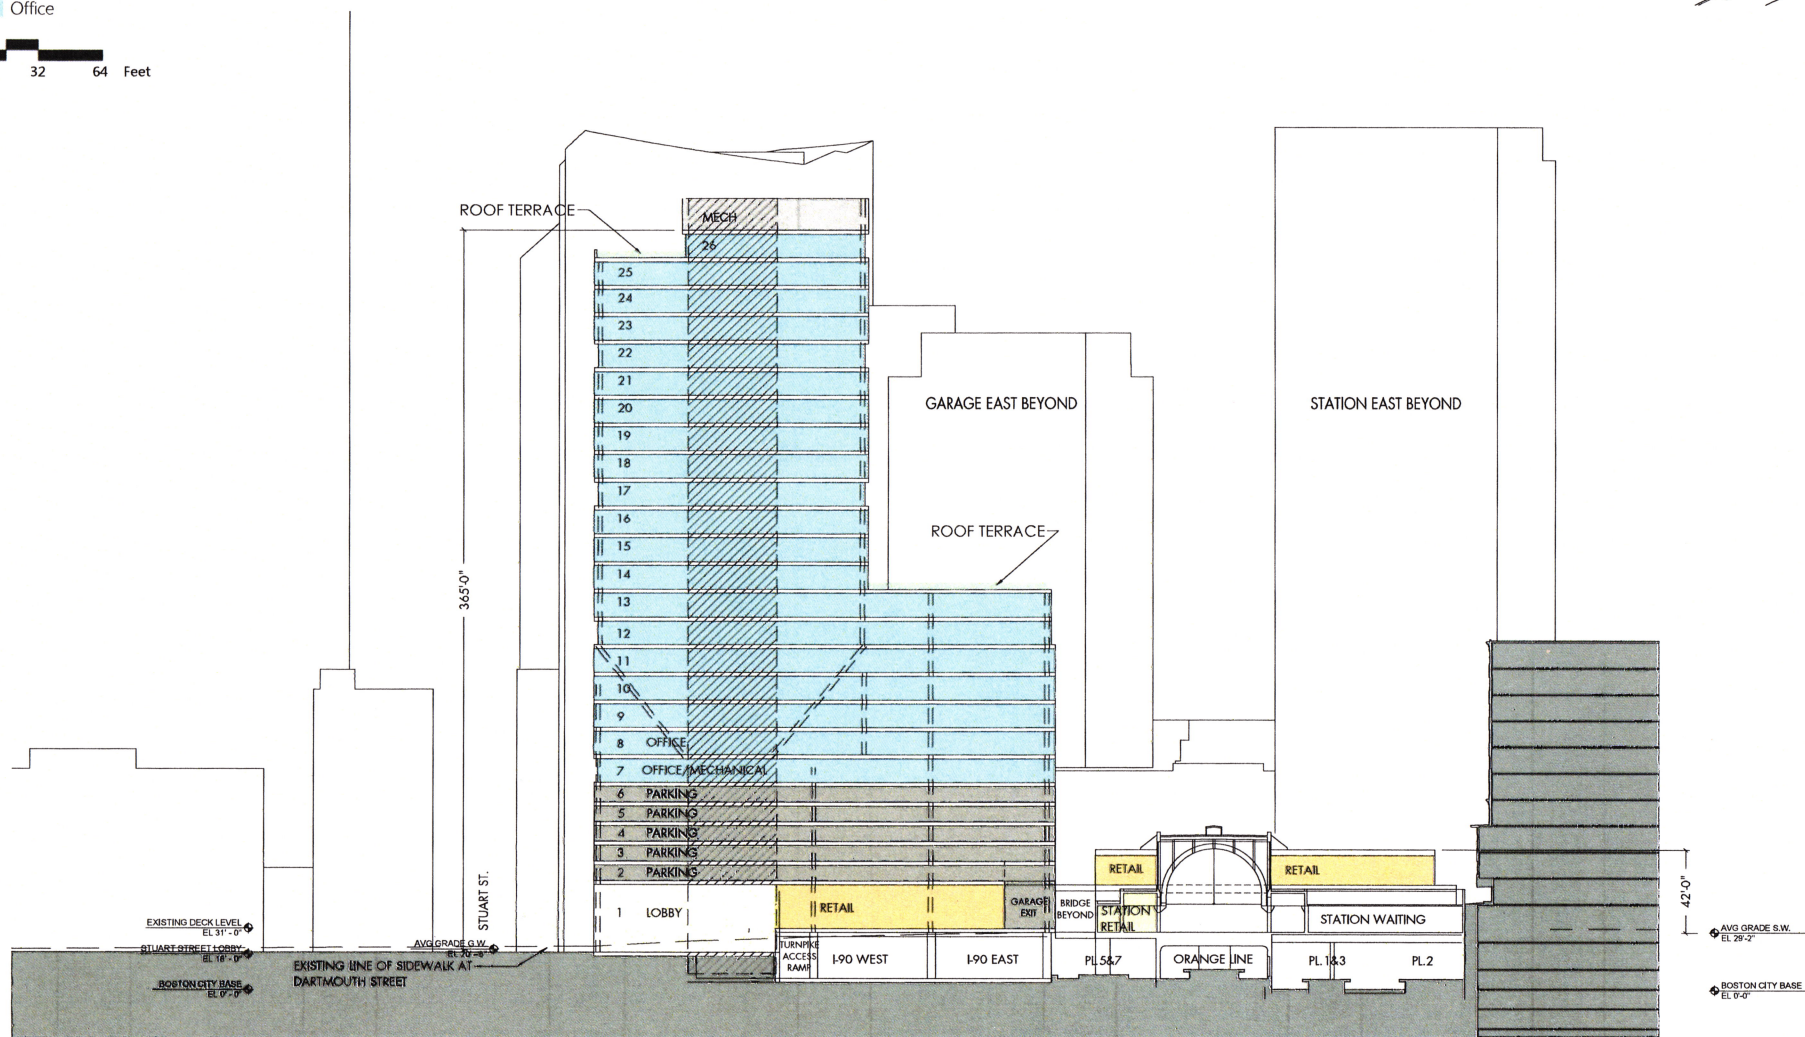 Office
32 64 Feet
ROOF TERRACE
MECH
26
25
24
23
22
21
20
19
18
17
16
15
14
13
12
11
10
9
8 OFFICE
7 OFFICE/MECHANICAL
6 PARKING
5 PARKING
4 PARKING
3 PARKING
2 PARKING
1 LOBBY
RETAIL
GARAGE
EXIT
BRIDGE
BEYOND
STATION
RETAIL
RETAIL
RETAIL
STATION WAITING
GARAGE EAST BEYOND
STATION EAST BEYOND
ROOF TERRACE
365'-0"
STUART ST.
42'-0"
EXISTING DECK LEVEL
EL 31' - 0"
STUART STREET LOBBY
EL 18' - 0"
BOSTON CITY BASE
EL 0' - 0"
AVG GRADE G.W.
EXISTING LINE OF SIDEWALK AT
DARTMOUTH STREET
TURNPIKE
ACCESS
RAMP
I-90 WEST
I-90 EAST
PL 5&7
ORANGE LINE
PL. 1&3
PL.2
AVG GRADE S.W.
EL 29'-2"
BOSTON CITY BASE
EL 0'-0"